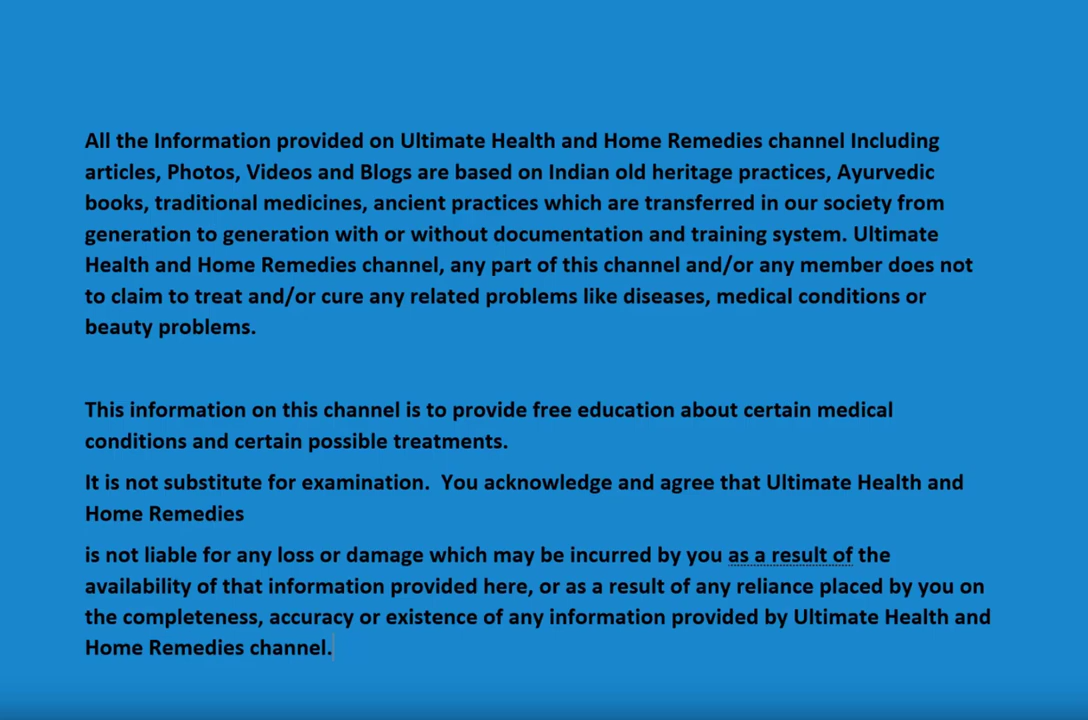 All the Information provided on Ultimate Health and Home Remedies channel Including
articles, Photos, Videos and Blogs are based on Indian old heritage practices, Ayurvedic
books, traditional medicines, ancient practices which are transferred in our society from
generation to generation with or without documentation and training system. Ultimate
Health and Home Remedies channel, any part of this channel and/or any member does not
to claim to treat and/or cure any related problems like diseases, medical conditions or
beauty problems.
This information on this channel is to provide free education about certain medical
conditions and certain possible treatments.
It is not substitute for examination.  You acknowledge and agree that Ultimate Health and
Home Remedies
is not liable for any loss or damage which may be incurred by you as a result of the
availability of that information provided here, or as a result of any reliance placed by you on
the completeness, accuracy or existence of any information provided by Ultimate Health and
Home Remedies channel.